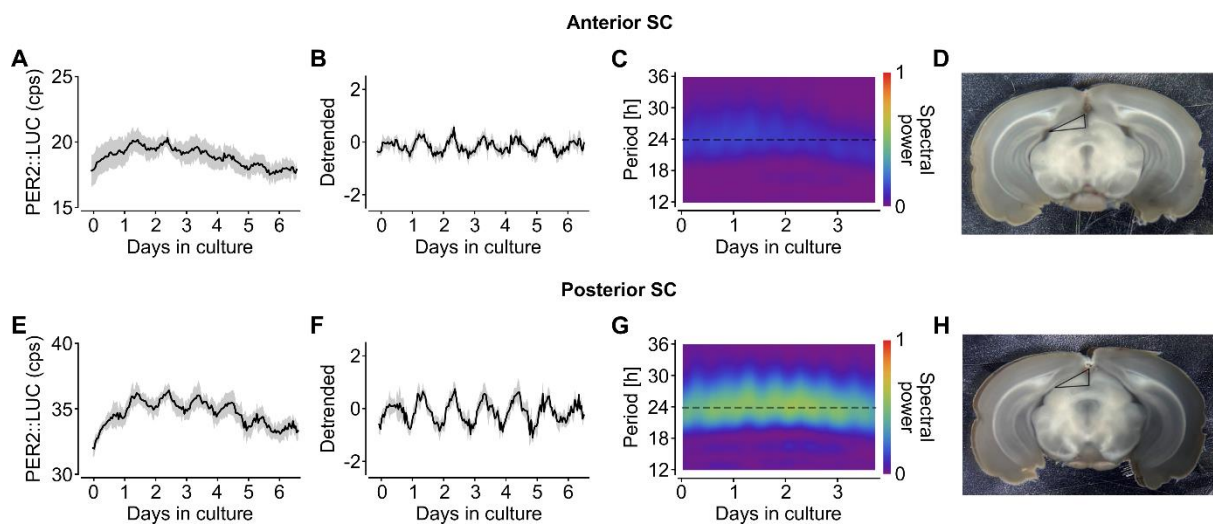 Anterior SC
A
B
C
D
PER2::LUC (cps)
25
20
15
0 1 2 3 4 5 6
Days in culture
Detrended
2
0
-2
0 1 2 3 4 5 6
Days in culture
Period [h]
36
30
24
18
12
0 1 2 3
Days in culture
1
0
Spectral
power
Posterior SC
E
F
G
H
PER2::LUC (cps)
40
35
30
0 1 2 3 4 5 6
Days in culture
Detrended
2
0
-2
0 1 2 3 4 5 6
Days in culture
Period [h]
36
30
24
18
12
0 1 2 3
Days in culture
1
0
Spectral
power